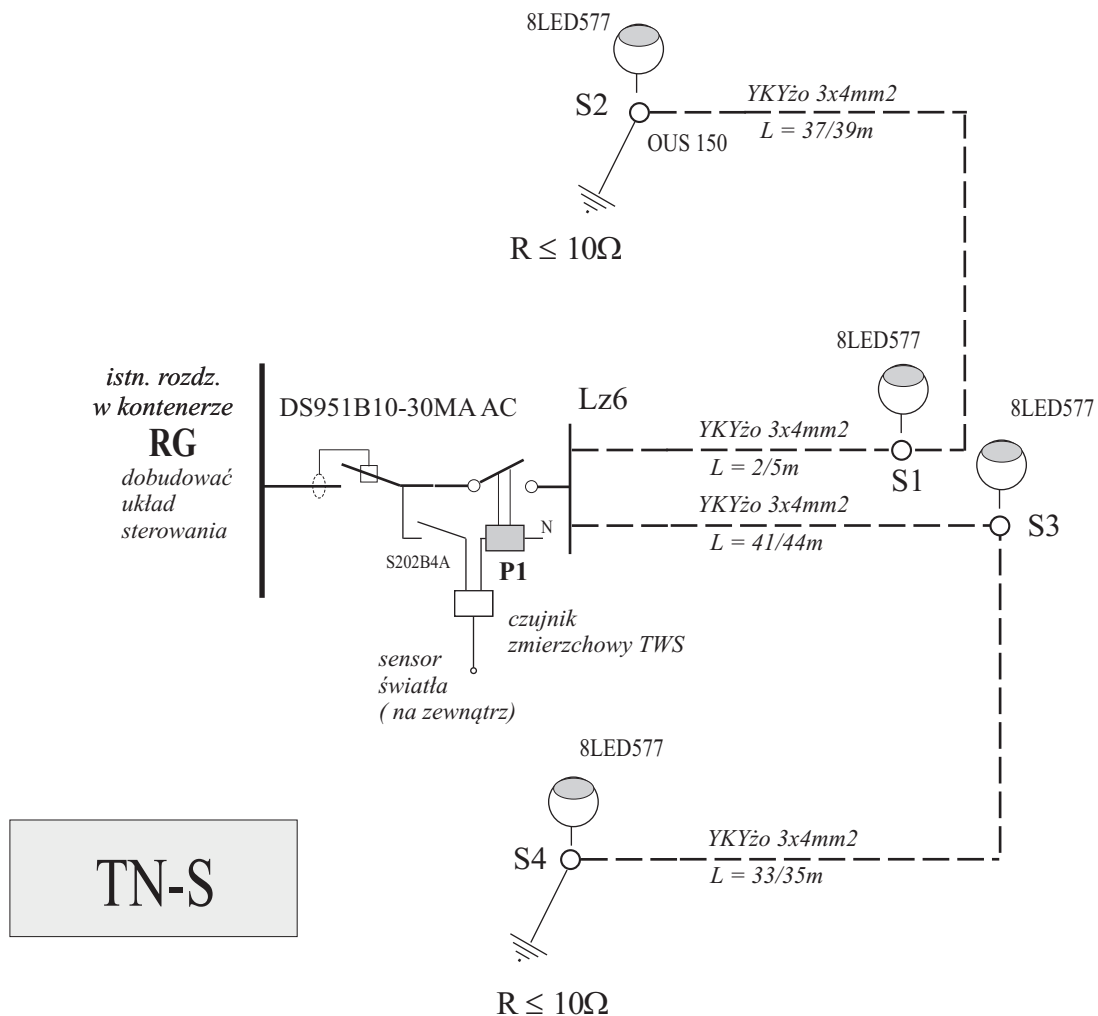 8LED577
S2
YKYżo 3x4mm2
L = 37/39m
OUS 150
R ≤ 10Ω
8LED577
istn. rozdz.
w kontenerze
RG
dobudować
układ
sterowania
DS951B10-30MA AC
Lz6
YKYżo 3x4mm2
L = 2/5m
S1
8LED577
YKYżo 3x4mm2
L = 41/44m
S3
S202B4A
P1
N
czujnik
zmierzchowy TWS
sensor
światła
( na zewnątrz)
8LED577
S4
YKYżo 3x4mm2
L = 33/35m
TN-S
R ≤ 10Ω